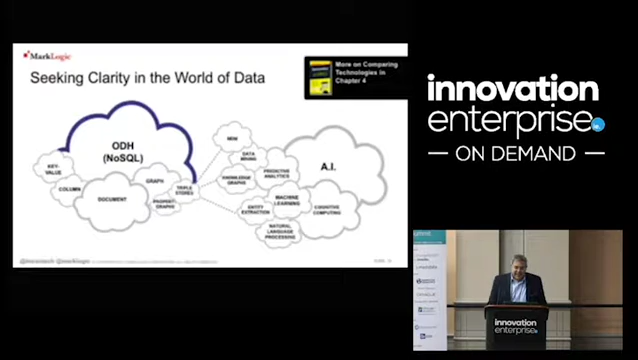 MarkLogic
Seeking Clarity in the World of Data
More on Comparing
Technologies in
Chapter 4
ODH
(NoSQL)
KEY-
VALUE
COLUMN
DOCUMENT
GRAPH
TRIPLE
STORES
PROPERTY
GRAPHS
DATA
MINING
KNOWLEDGE
GRAPHS
PROACTIVE
ANALYTICS
ENTITY
EXTRACTION
MACHINE
LEARNING
NATURAL
LANGUAGE
PROCESSING
COGNITIVE
COMPUTING
A.I.
innovation
enterprise
ie.
— ON DEMAND —
innovation
enterprise